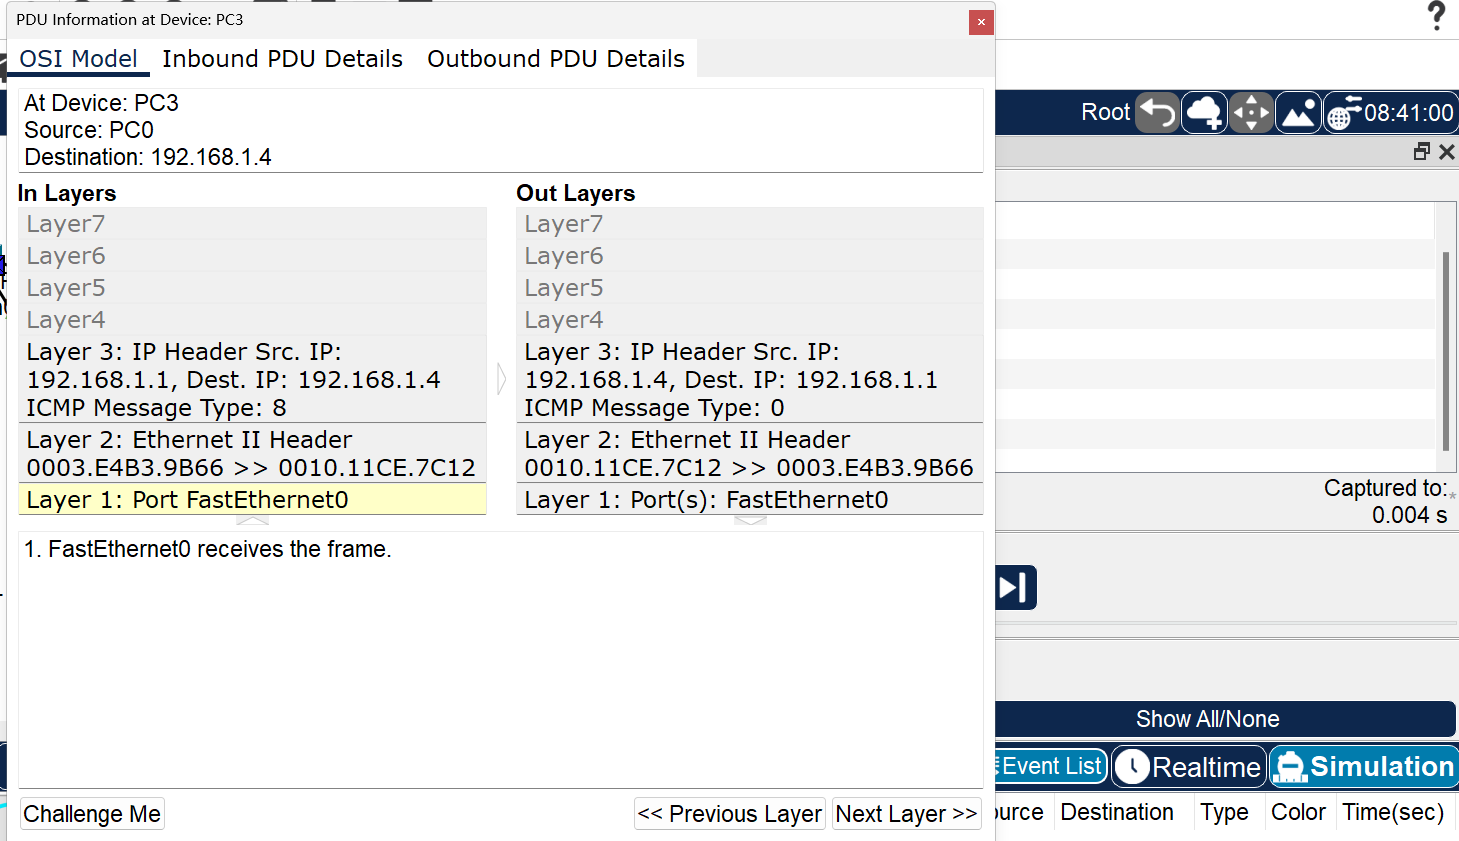 PDU Information at Device: PC3
OSI Model
Inbound PDU Details
Outbound PDU Details
At Device: PC3
Source: PC0
Destination: 192.168.1.4
In Layers
Layer7
Layer6
Layer5
Layer4
Layer 3: IP Header Src. IP:
192.168.1.1, Dest. IP: 192.168.1.4
ICMP Message Type: 8
Layer 2: Ethernet II Header
0003.E4B3.9B66 >> 0010.11CE.7C12
Layer 1: Port FastEthernet0
Out Layers
Layer7
Layer6
Layer5
Layer4
Layer 3: IP Header Src. IP:
192.168.1.4, Dest. IP: 192.168.1.1
ICMP Message Type: 0
Layer 2: Ethernet II Header
0010.11CE.7C12 >> 0003.E4B3.9B66
Layer 1: Port(s): FastEthernet0
1. FastEthernet0 receives the frame.
Challenge Me
<< Previous Layer
Next Layer >>
Root
08:41:00
Captured to:
0.004 s
Show All/None
Event List
Realtime
Simulation
Destination
Type
Color
Time(sec)